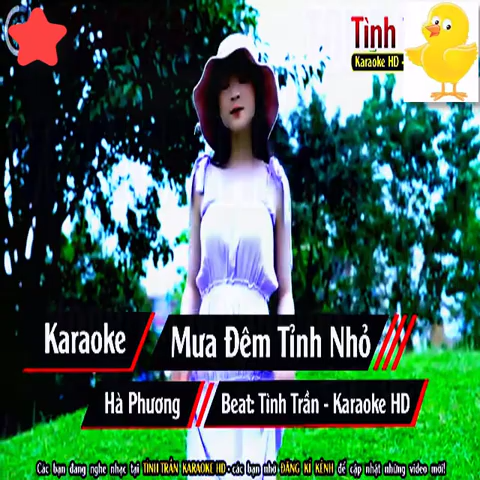 Tình
Karaoke HD -
Karaoke
Mưa Đêm Tỉnh Nhỏ
Hà Phương
Beat: Tình Trần - Karaoke HD
Các bạn đang nghe nhạc tại TÌNH TRẦN KARAOKE HD - các bạn nhớ ĐĂNG KÍ KÊNH để cập nhật những video mới!